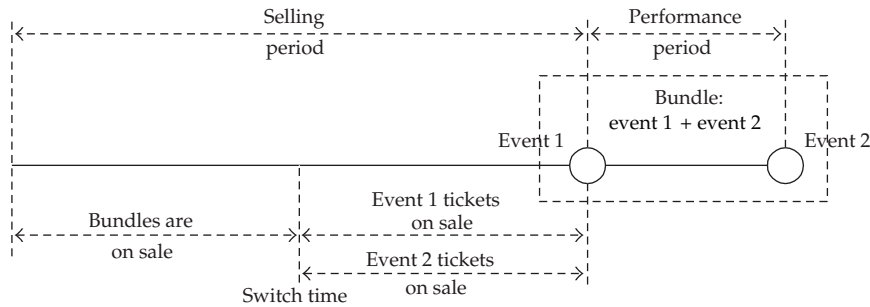 Selling
period
Performance
period
Bundle:
event 1 + event 2
Event 1
Event 2
Event 1 tickets
on sale
Bundles are
on sale
Event 2 tickets
on sale
Switch time